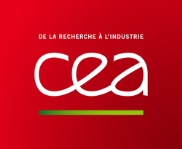 DE LA RECHERCHE À L'INDUSTRIE
cea